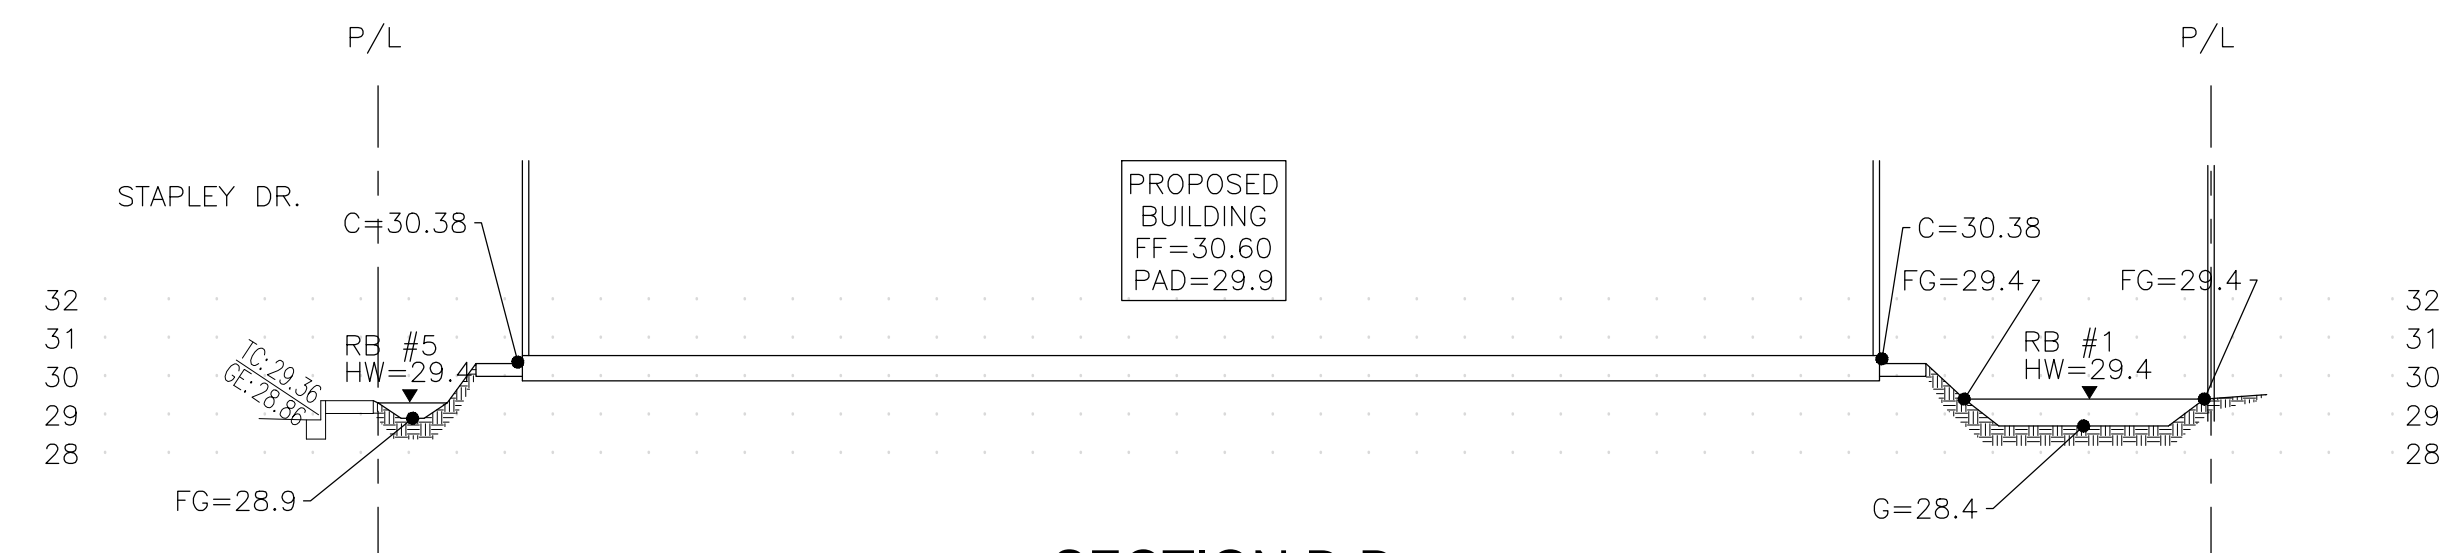 P/L
P/L
STAPLEY DR.
C=30.38
PROPOSED
BUILDING
FF=30.60
PAD=29.9
C=30.38
FG=29.4
FG=29.4
32
32
31
31
30
30
29
29
28
28
TC:29.36
GE:28.86
RB #5
HW=29.4
RB #1
HW=29.4
FG=28.9
G=28.4